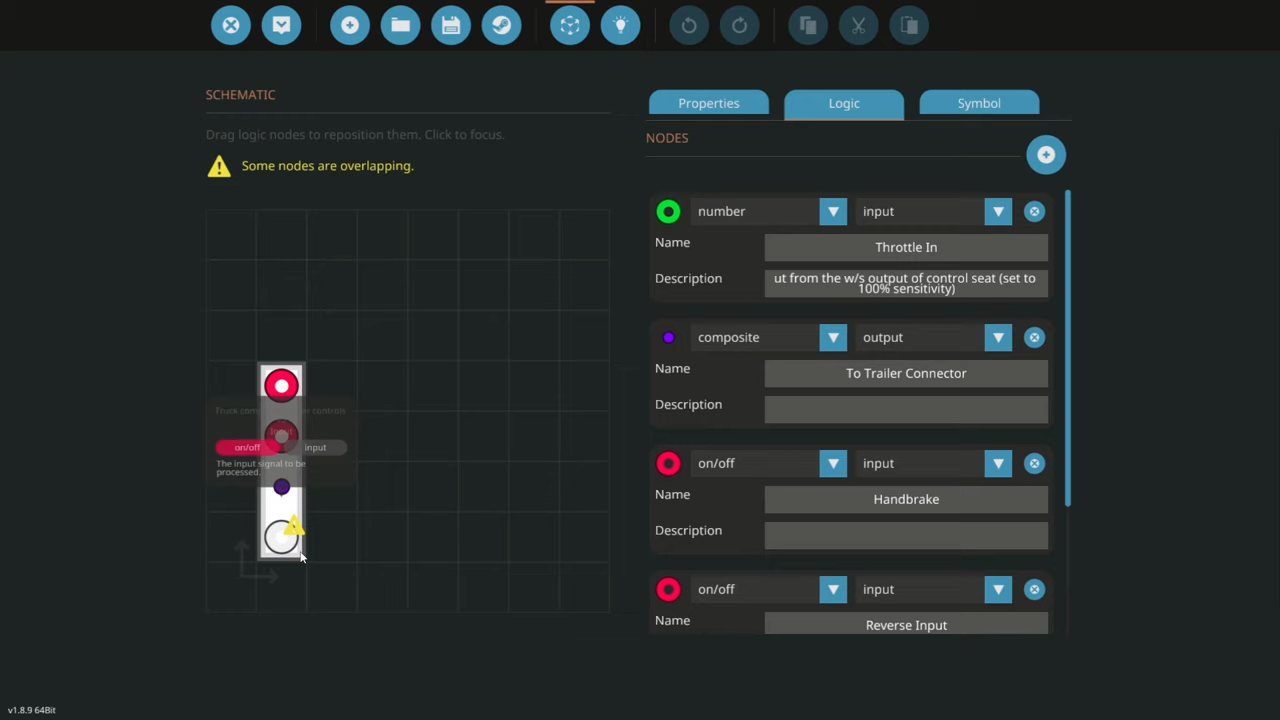 SCHEMATIC
Drag logic nodes to reposition them. Click to focus.
Some nodes are overlapping.
Input
on/off
input
The input signal to be
processed.
Properties
Logic
Symbol
NODES
number
input
Name
Throttle In
Description
ut from the w/s output of control seat (set to
100% sensitivity)
composite
output
Name
To Trailer Connector
Description
on/off
input
Name
Handbrake
Description
on/off
input
Name
Reverse Input
v1.8.9 64Bit